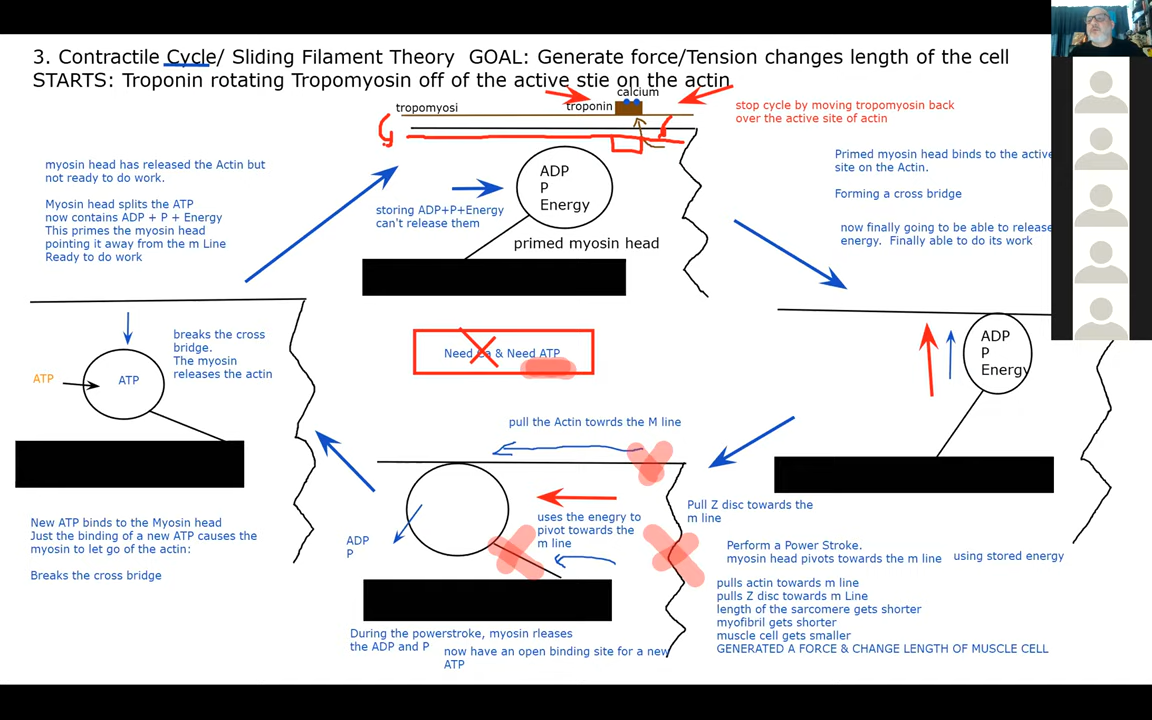 3. Contractile Cycle/ Sliding Filament Theory  GOAL: Generate force/Tension changes length of the cell
STARTS: Troponin rotating Tropomyosin off of the active stie on the actin
calcium
tropomyosi
troponin
stop cycle by moving tropomyosin back
over the active site of actin
myosin head has released the Actin but
not ready to do work.
Myosin head splits the ATP
now contains ADP + P + Energy
This primes the myosin head
pointing it away from the m Line
Ready to do work
storing ADP+P+Energy
can't release them
ADP
P
Energy
primed myosin head
Primed myosin head binds to the active
site on the Actin.
Forming a cross bridge
now finally going to be able to release
energy.  Finally able to do its work
breaks the cross
bridge.
The myosin
releases the actin
ATP
ATP
Need Ca & Need ATP
ADP
P
Energy
pull the Actin towrds the M line
New ATP binds to the Myosin head
Just the binding of a new ATP causes the
myosin to let go of the actin:
Breaks the cross bridge
ADP
P
uses the enegry to
pivot towards the
m line
Pull Z disc towards the
m line
Perform a Power Stroke.
myosin head pivots towards the m line
using stored energy
pulls actin towards m line
pulls Z disc towards m Line
length of the sarcomere gets shorter
myofibril gets shorter
muscle cell gets smaller
GENERATED A FORCE & CHANGE LENGTH OF MUSCLE CELL
During the powerstroke, myosin rleases
the ADP and P
now have an open binding site for a new
ATP